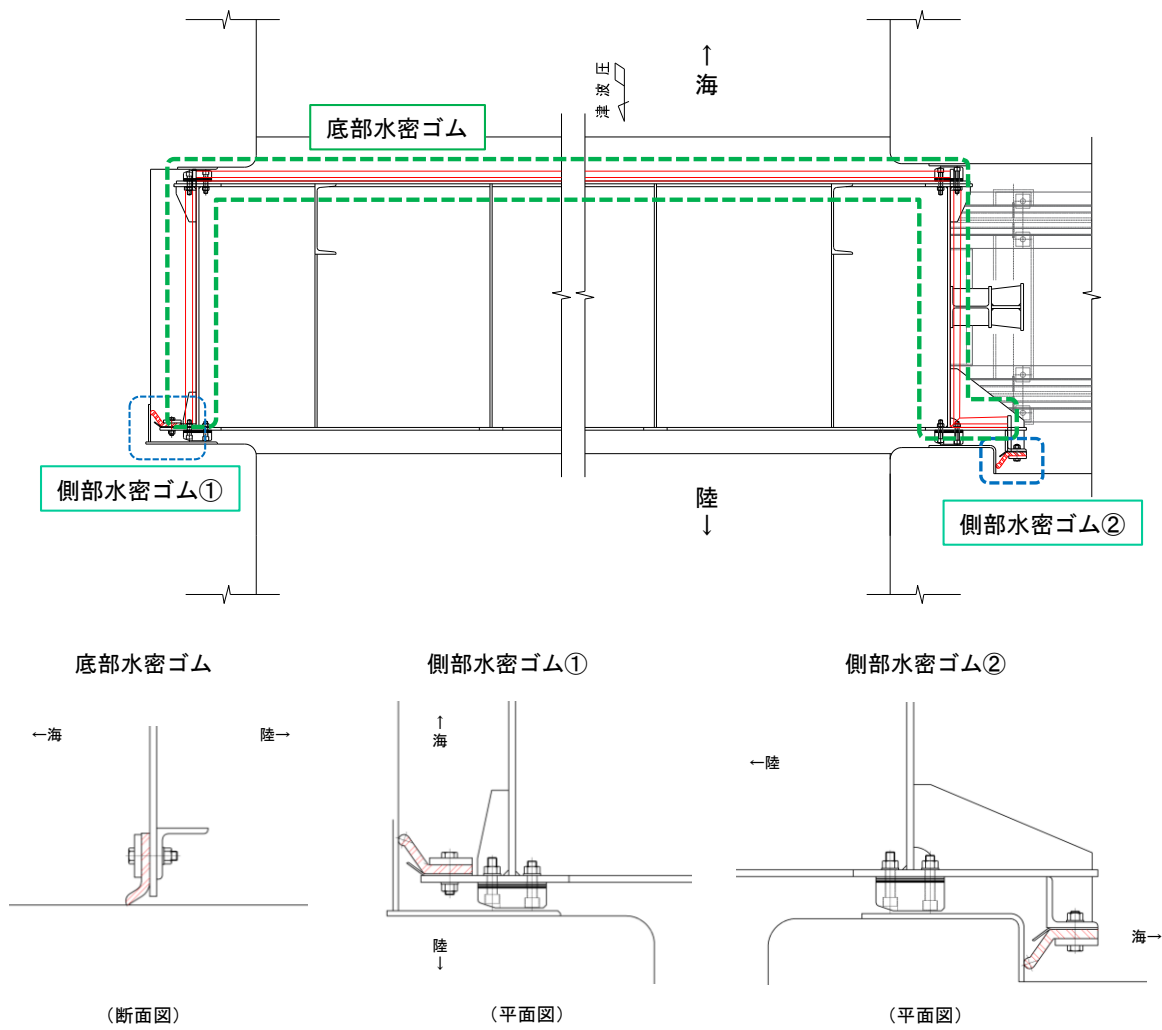 ↑
海
津波圧
底部水密ゴム
側部水密ゴム①
陸
↓
側部水密ゴム②
底部水密ゴム
側部水密ゴム①
側部水密ゴム②
←海
陸→
↑
海
←陸
海→
陸
↓
（断面図）
（平面図）
（平面図）